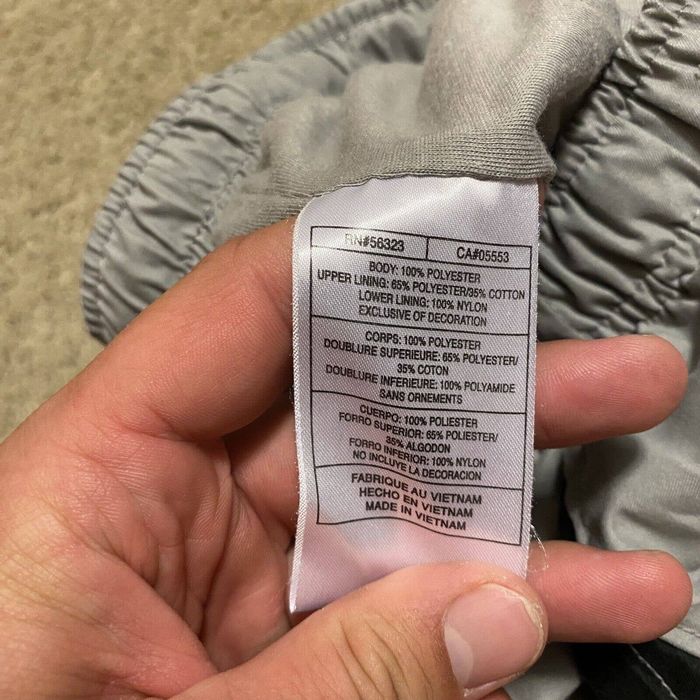 RN#56323 CA#05553
BODY: 100% POLYESTER
UPPER LINING: 65% POLYESTER/35% COTTON
LOWER LINING: 100% NYLON
EXCLUSIVE OF DECORATION
CORPS: 100% POLYESTER
DOUBLURE SUPERIEURE: 65% POLYESTER/
35% COTON
DOUBLURE INFERIEURE: 100% POLYAMIDE
SANS ORNEMENTS
CUERPO: 100% POLIESTER
FORRO SUPERIOR: 65% POLIESTER/
35% ALGODON
FORRO INFERIOR: 100% NYLON
NO INCLUYE LA DECORACION
FABRIQUE AU VIETNAM
HECHO EN VIETNAM
MADE IN VIETNAM